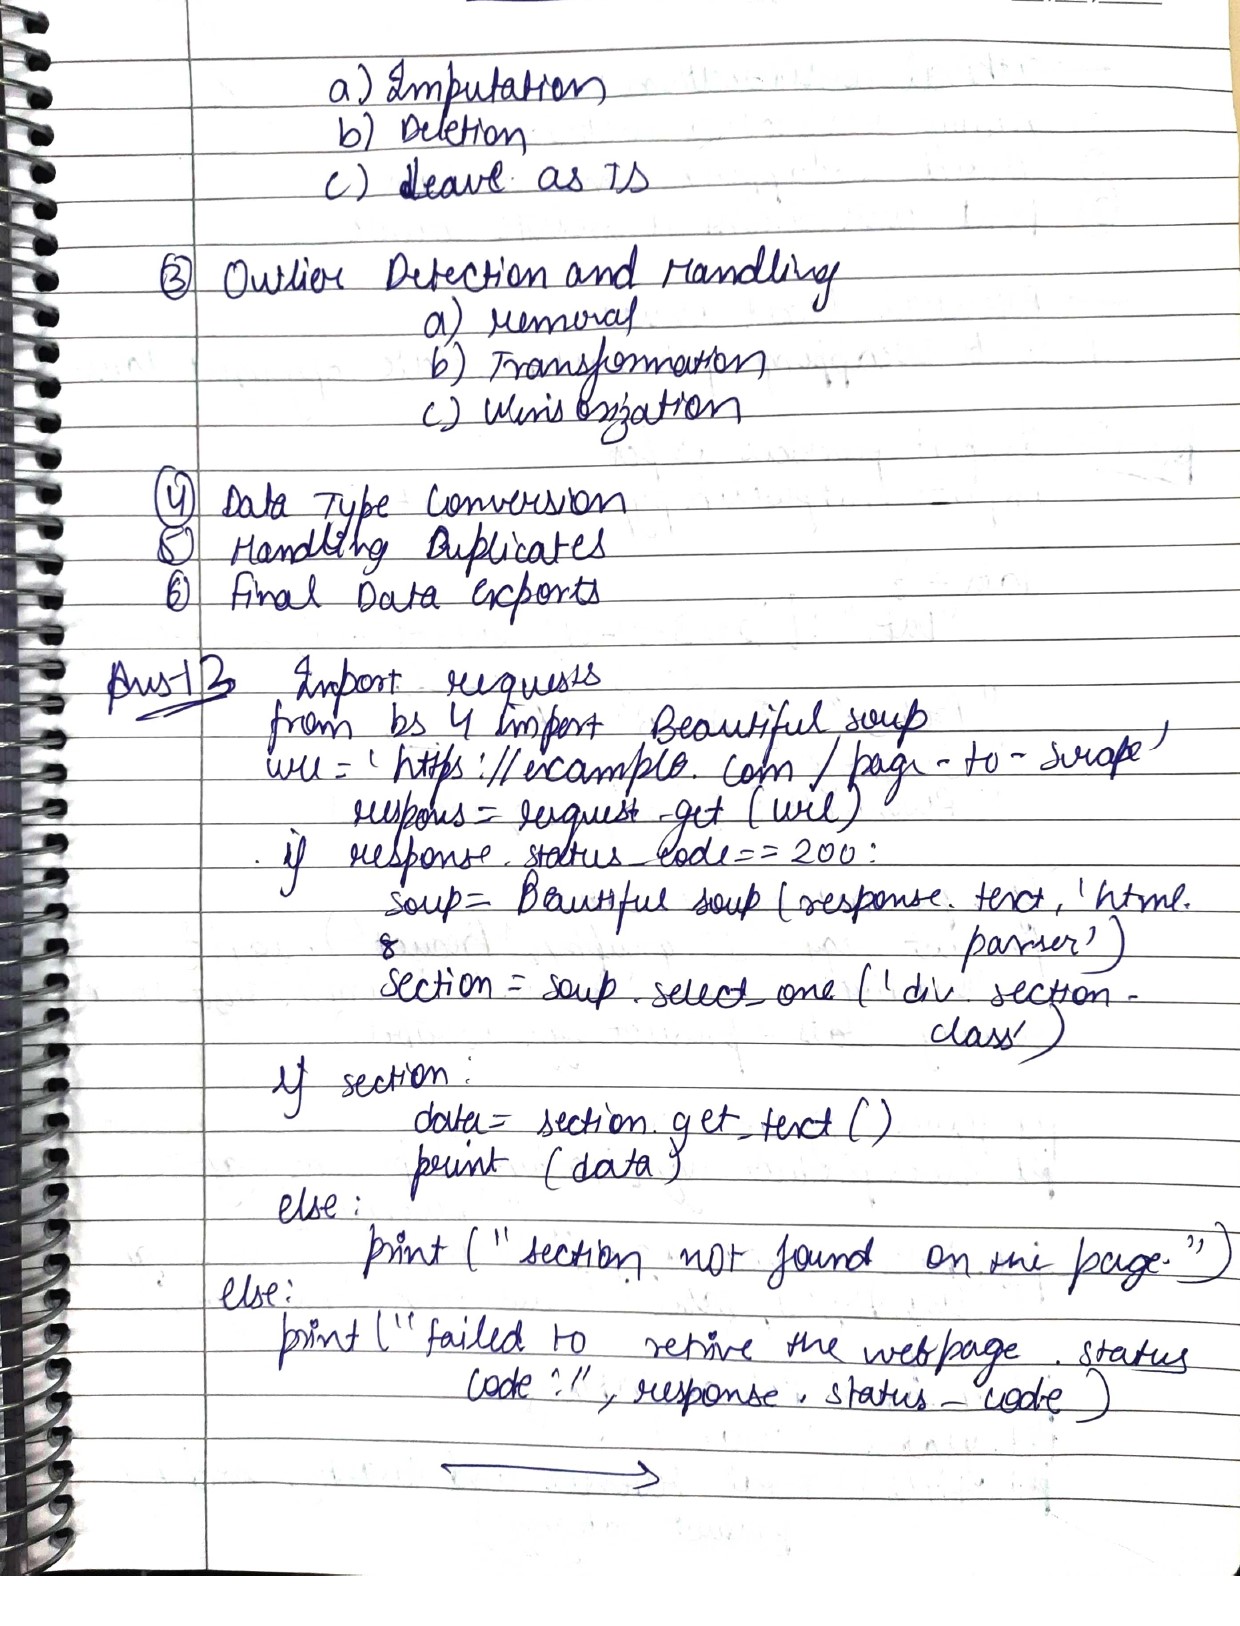 a) Imputation
b) Deletion
c) Leave as IS
③ Outlier Detection and Handling
a) removal
b) Transformation
c) Winsorization
④ Data Type Conversion
⑤ Handling Duplicates
⑥ Final Data exports
Ans-13 Import requests
from bs 4 Import Beautiful soup
url = 'https://example.com/page-to-scrape'
respons = request.get (url)
if response.status_code == 200:
soup = Beautiful soup (response.text, 'html.
parser')
section = soup.select_one ('div.section-
class')
if section:
data = section.get_text()
print (data)
else:
print ("section not found on the page.")
else:
print ("failed to retrive the webpage. status
code:", response.status_code)